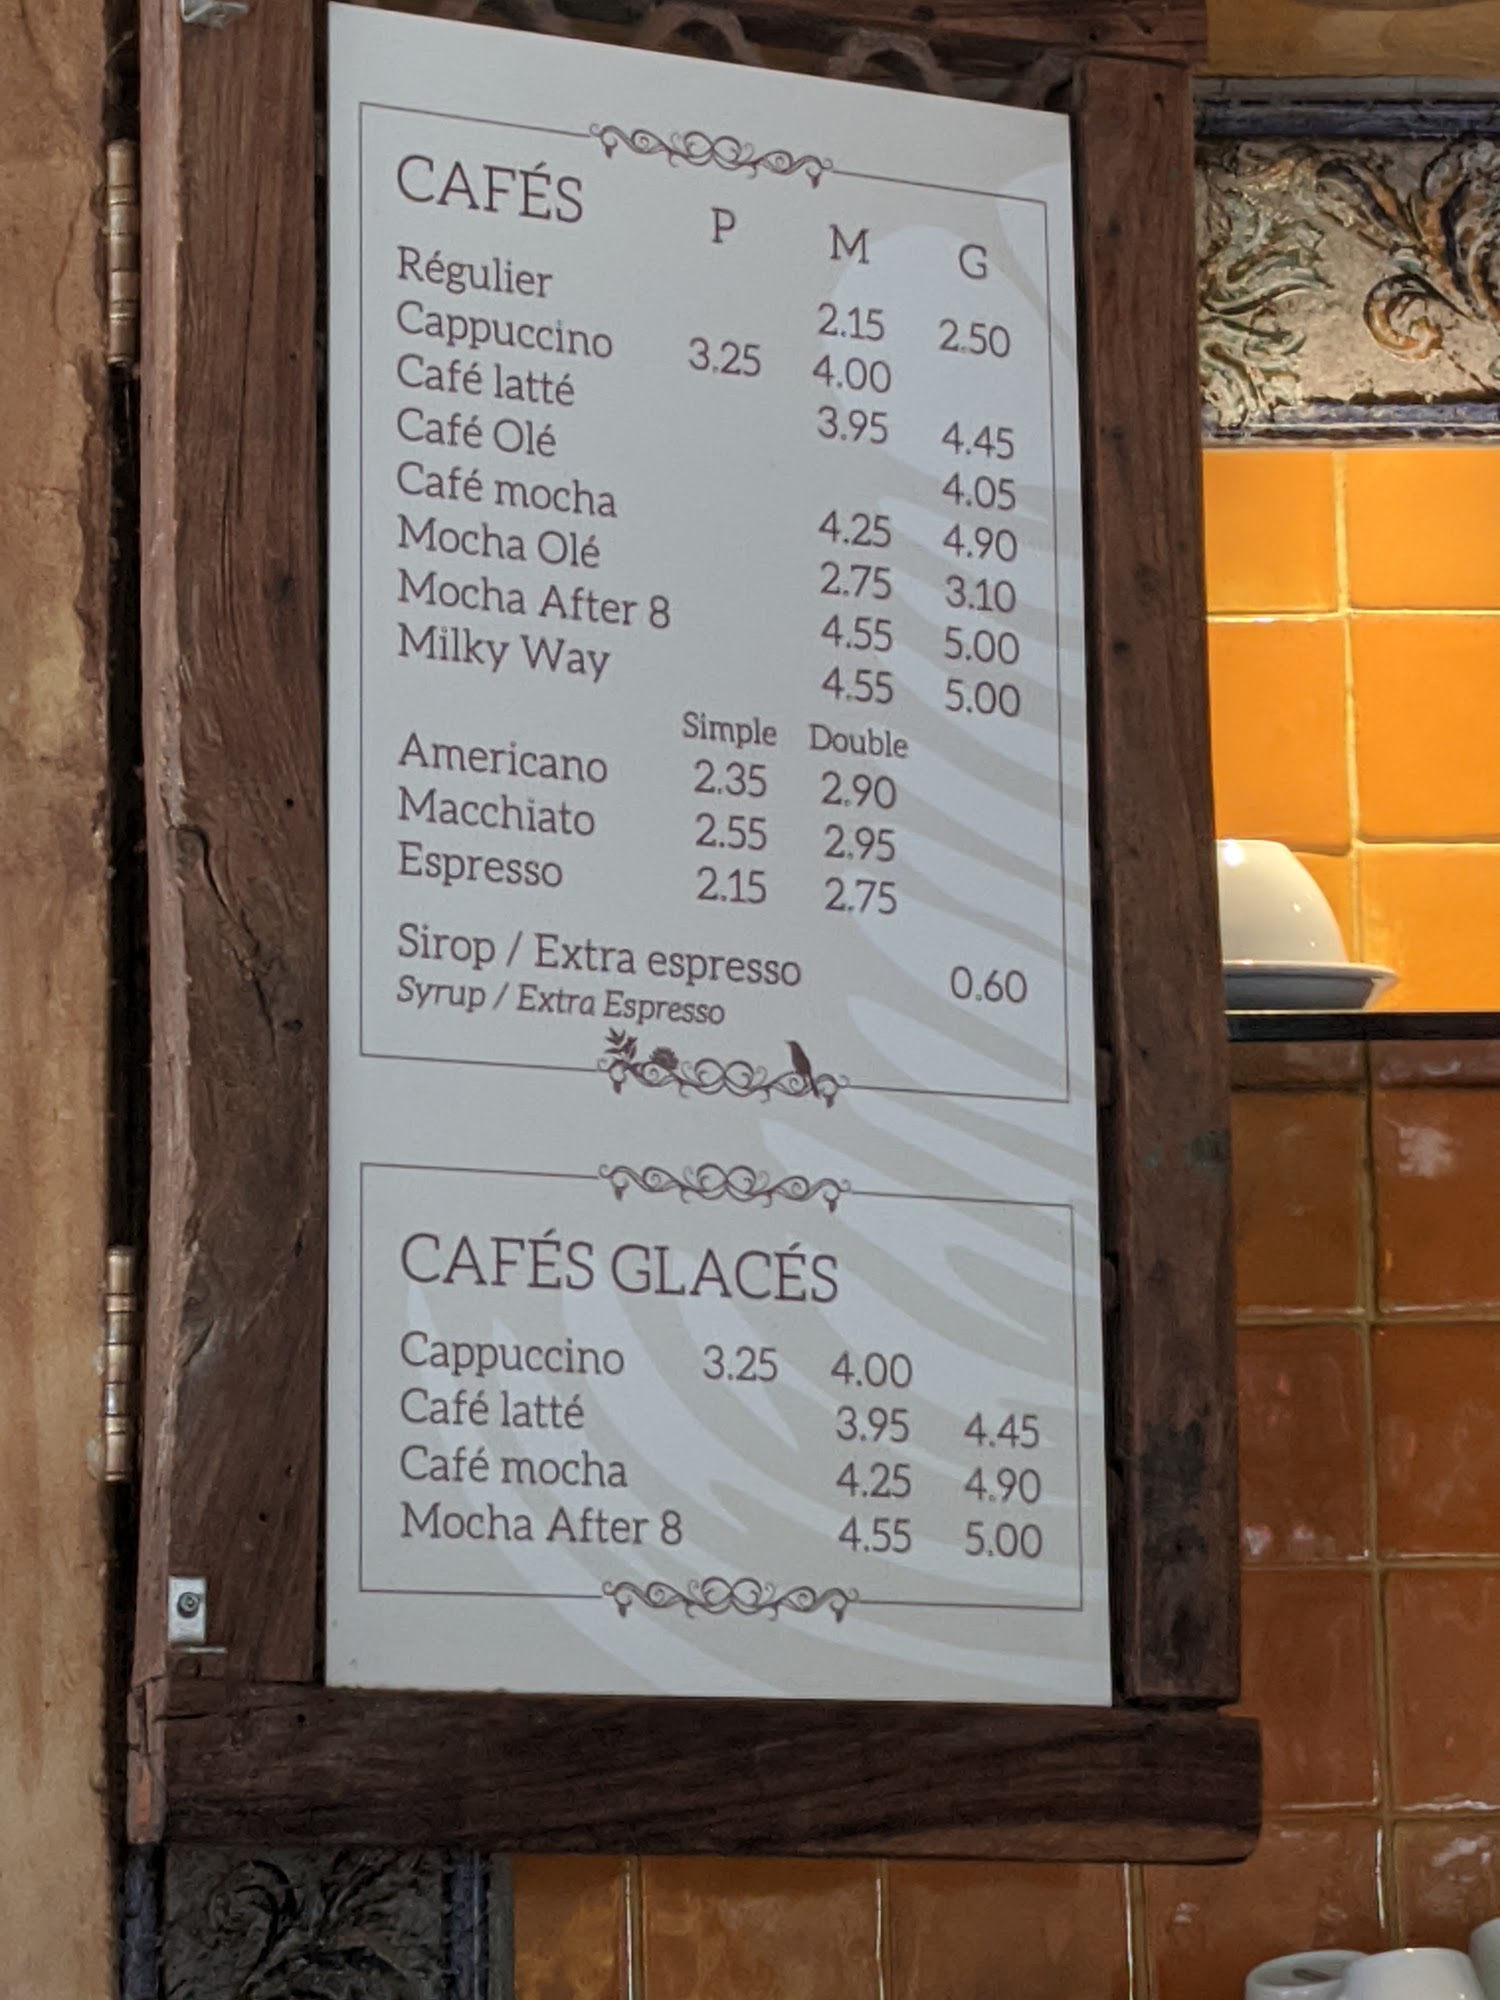 CAFÉS P M G
Régulier 2.15 2.50
Cappuccino 3.25 4.00
Café latté 3.95 4.45
Café Olé 4.05
Café mocha 4.25 4.90
Mocha Olé 2.75 3.10
Mocha After 8 4.55 5.00
Milky Way 4.55 5.00
Simple Double
Americano 2.35 2.90
Macchiato 2.55 2.95
Espresso 2.15 2.75
Sirop / Extra espresso 0.60
Syrup / Extra Espresso
CAFÉS GLACÉS
Cappuccino 3.25 4.00
Café latté 3.95 4.45
Café mocha 4.25 4.90
Mocha After 8 4.55 5.00